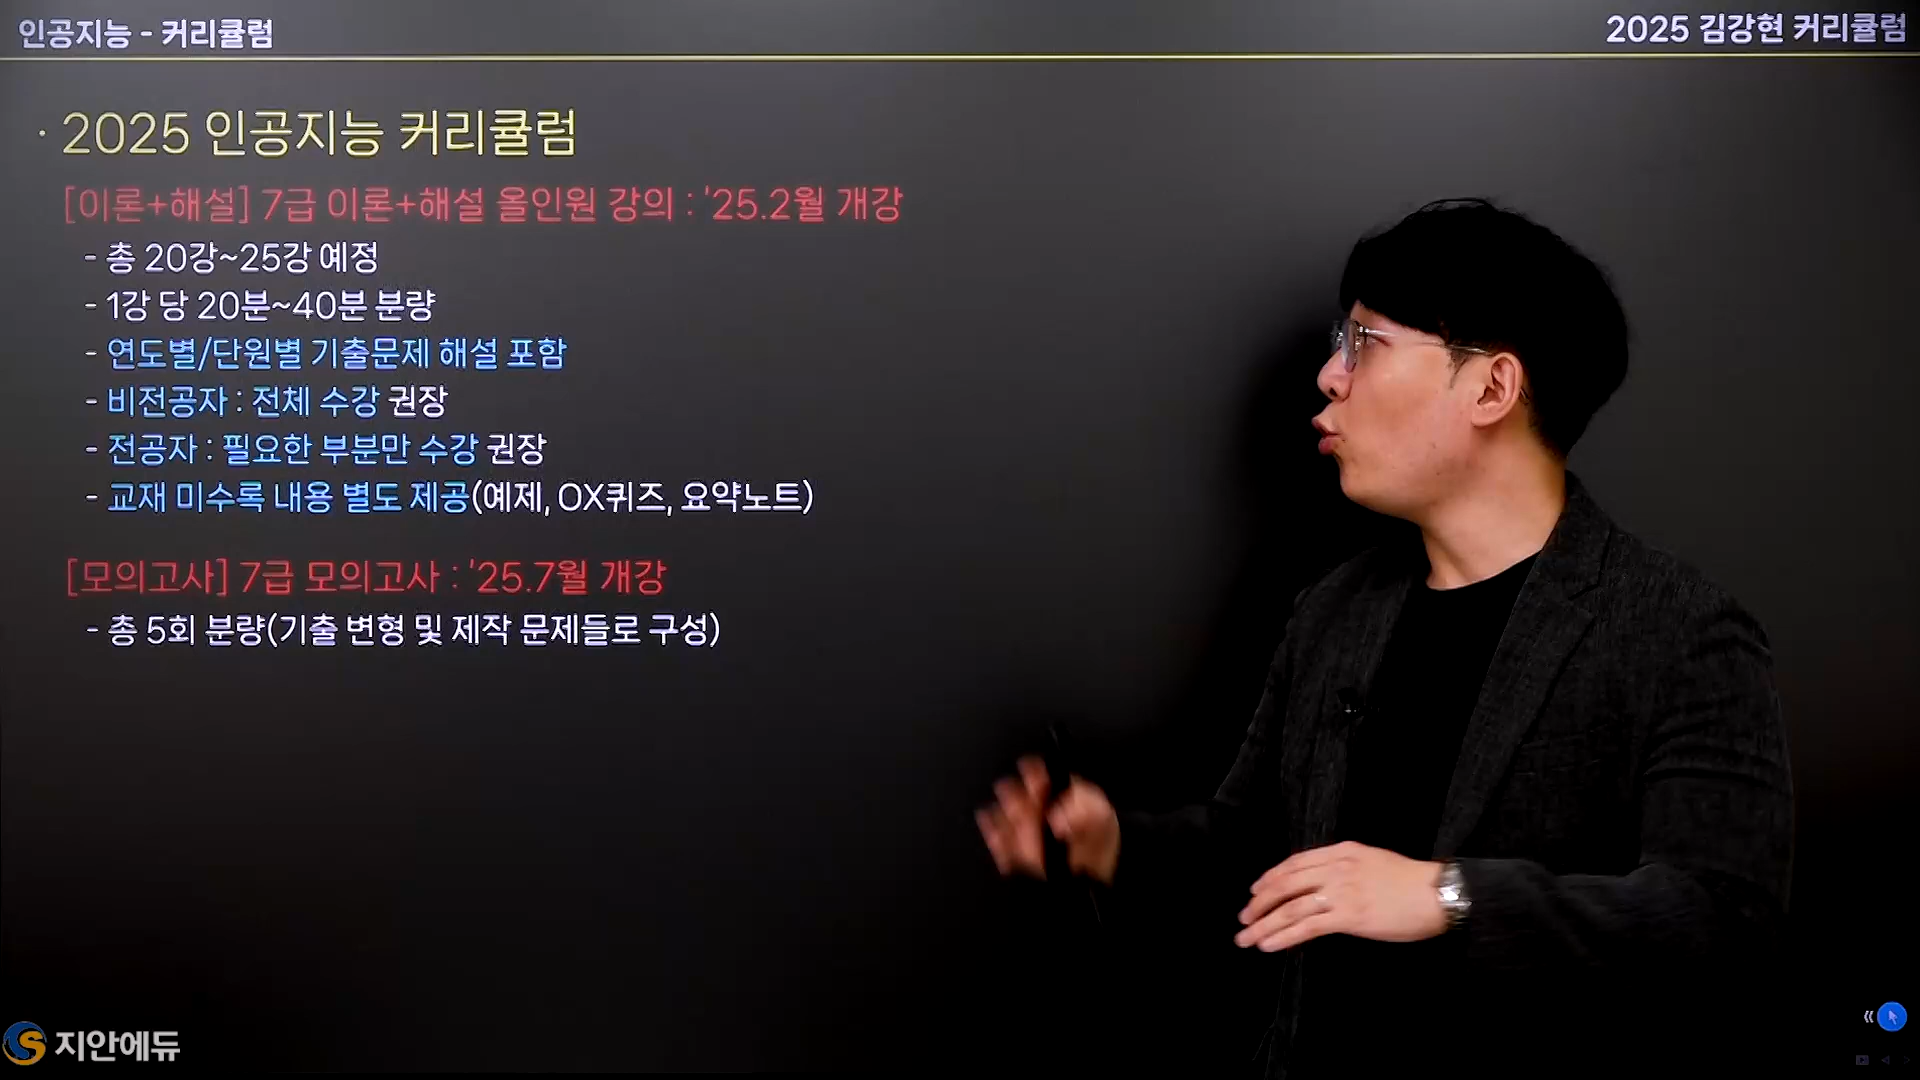 인공지능 - 커리큘럼
2025 김강현 커리큘럼
· 2025 인공지능 커리큘럼
[이론+해설] 7급 이론+해설 올인원 강의 : '25.2월 개강
- 총 20강~25강 예정
- 1강 당 20분~40분 분량
- 연도별/단원별 기출문제 해설 포함
- 비전공자 : 전체 수강 권장
- 전공자 : 필요한 부분만 수강 권장
- 교재 미수록 내용 별도 제공(예제, OX퀴즈, 요약노트)
[모의고사] 7급 모의고사 : '25.7월 개강
- 총 5회 분량(기출 변형 및 제작 문제들로 구성)
지안에듀